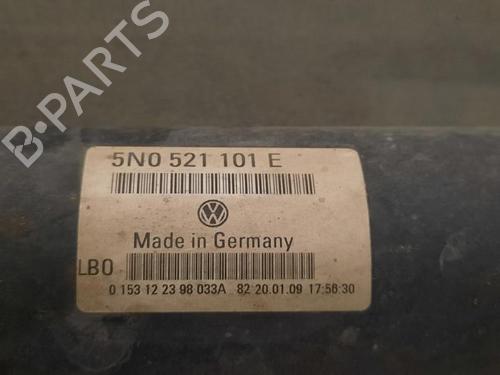 B-PARTS
5N0 521 101 E
Made in Germany
LBO
0 153 12 23 98 033A 82 20.01.09 17:56:30